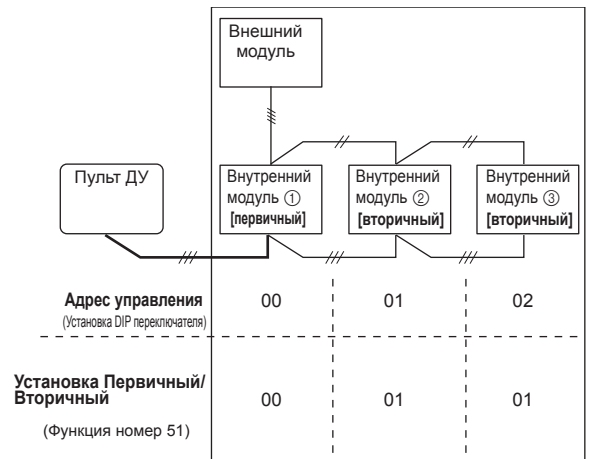 Внешний
модуль
Пульт ДУ
Внутренний
модуль ①
[первичный]
Внутренний
модуль ②
[вторичный]
Внутренний
модуль ③
[вторичный]
Адрес управления
(Установка DIP переключателя)
00
01
02
Установка Первичный/
Вторичный
(Функция номер 51)
00
01
01